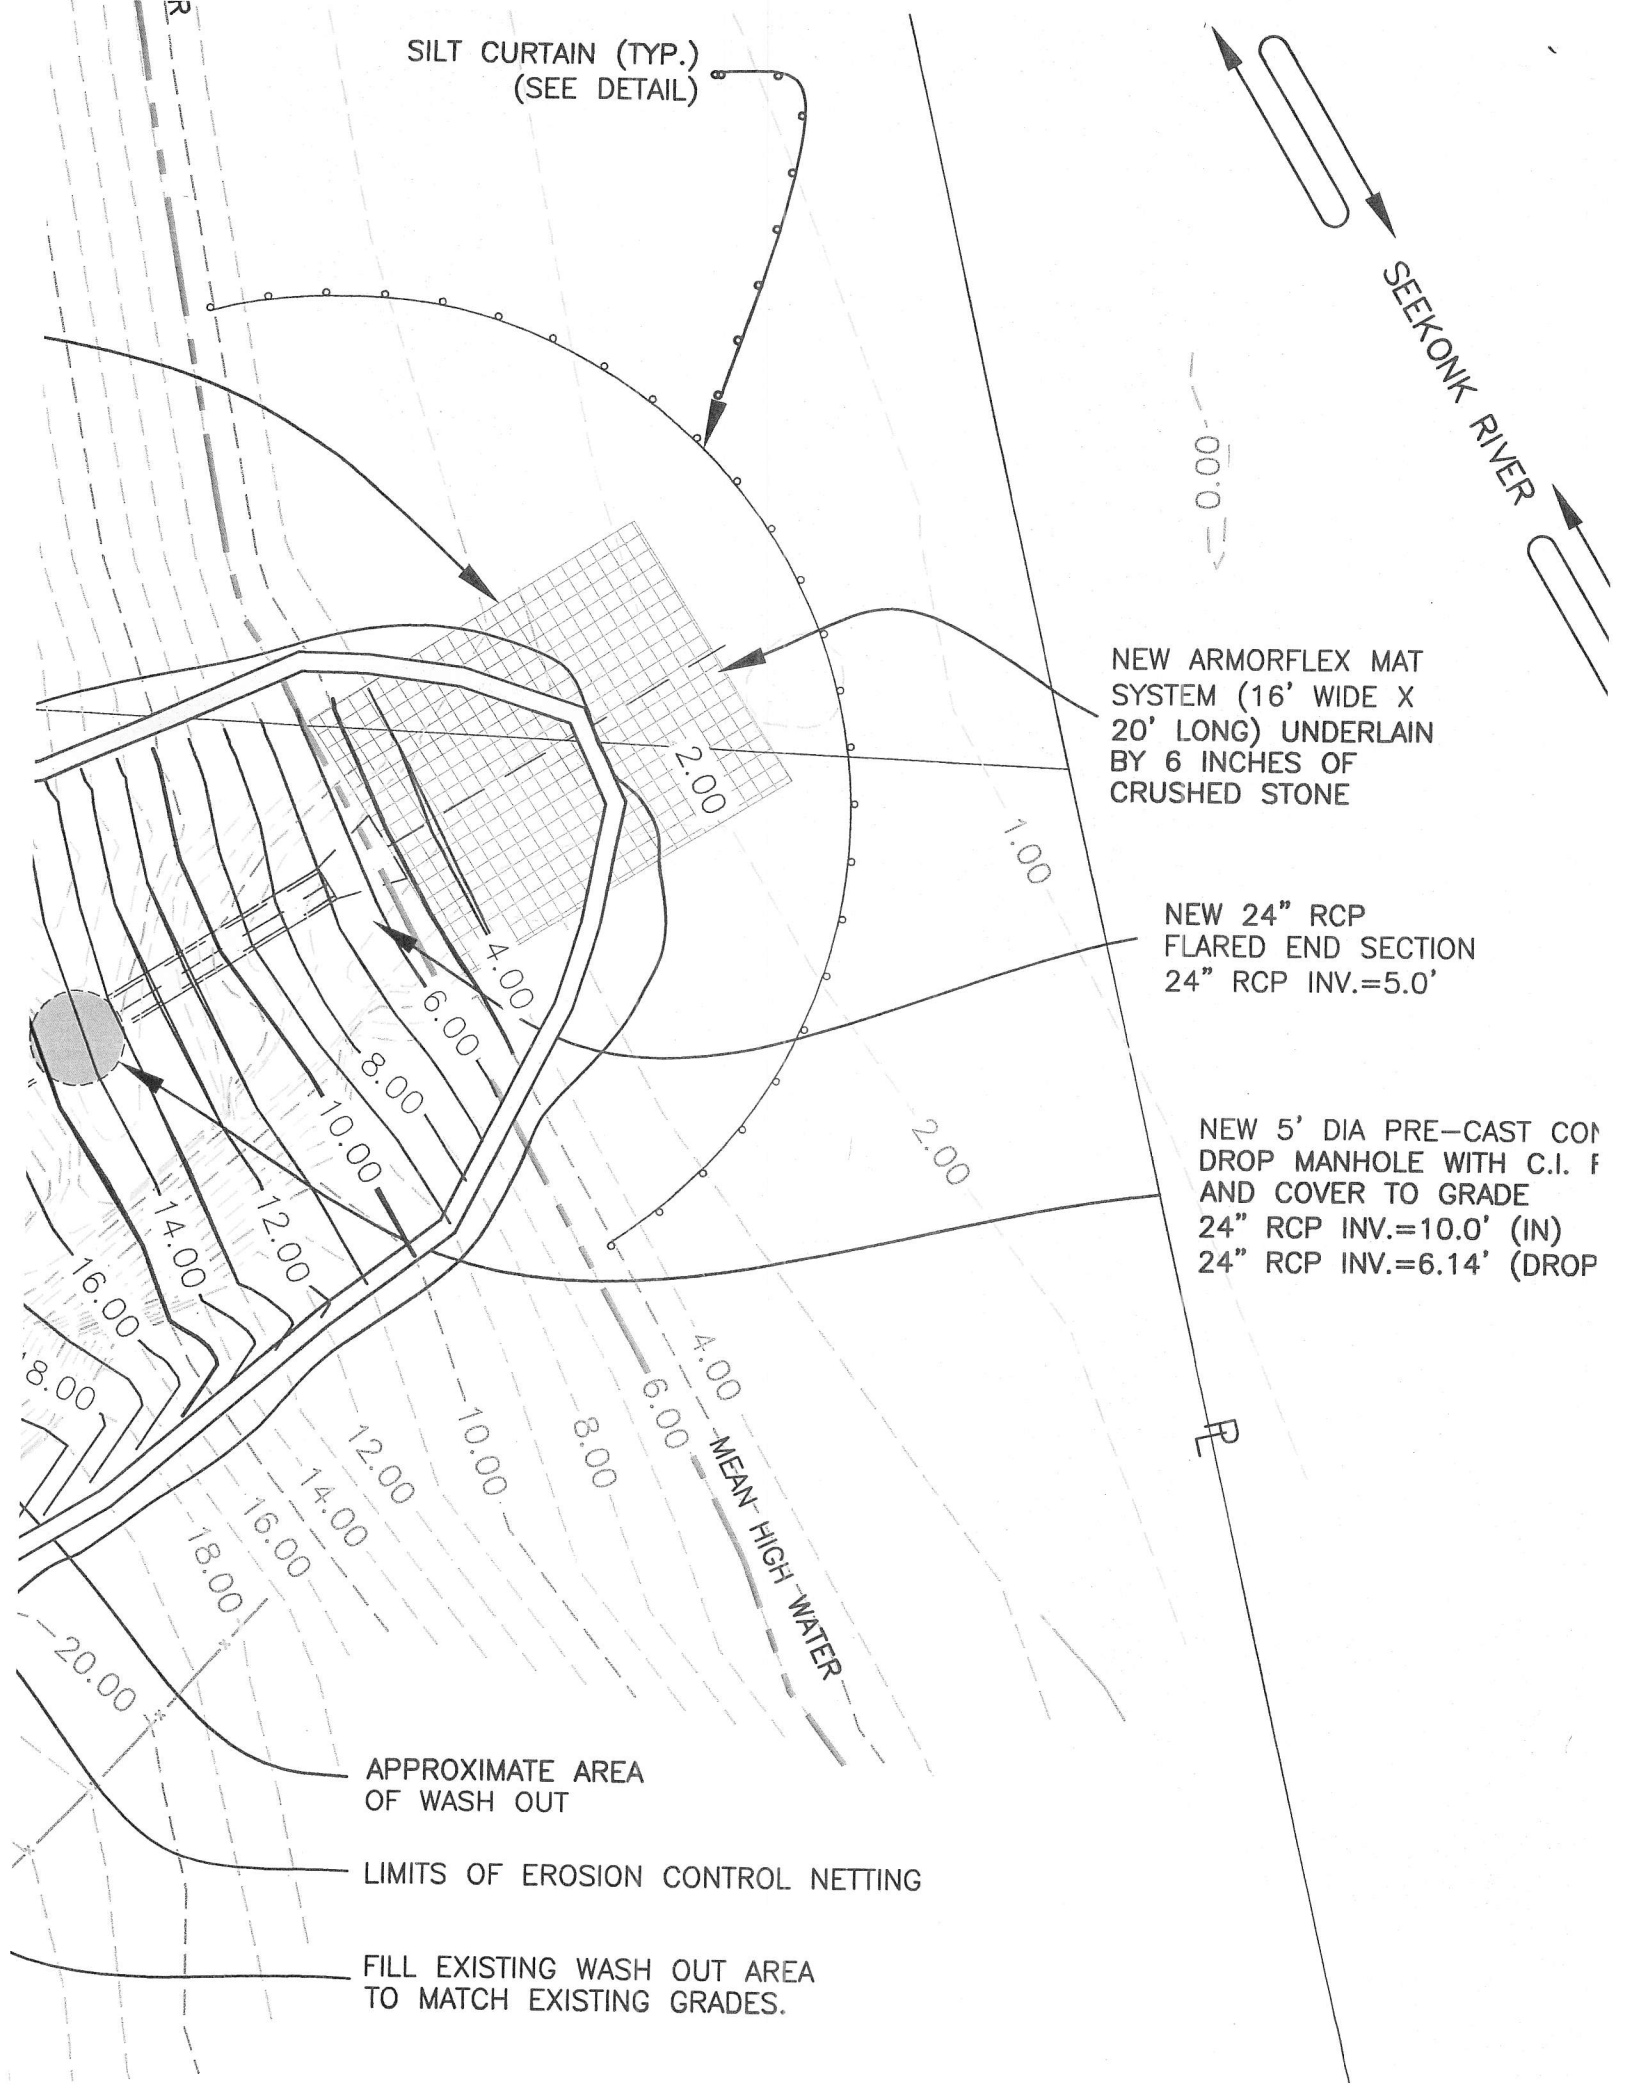 R
SILT CURTAIN (TYP.)
(SEE DETAIL)
SEEKONK RIVER
0.00
NEW ARMORFLEX MAT
SYSTEM (16' WIDE X
20' LONG) UNDERLAIN
BY 6 INCHES OF
CRUSHED STONE
2.00
1.00
NEW 24" RCP
FLARED END SECTION
24" RCP INV.=5.0'
4.00
6.00
8.00
10.00
12.00
14.00
16.00
8.00
2.00
NEW 5' DIA PRE-CAST CON
DROP MANHOLE WITH C.I. F
AND COVER TO GRADE
24" RCP INV.=10.0' (IN)
24" RCP INV.=6.14' (DROP
4.00
6.00
8.00
10.00
12.00
14.00
16.00
18.00
20.00
MEAN HIGH WATER
PL
APPROXIMATE AREA
OF WASH OUT
LIMITS OF EROSION CONTROL NETTING
FILL EXISTING WASH OUT AREA
TO MATCH EXISTING GRADES.